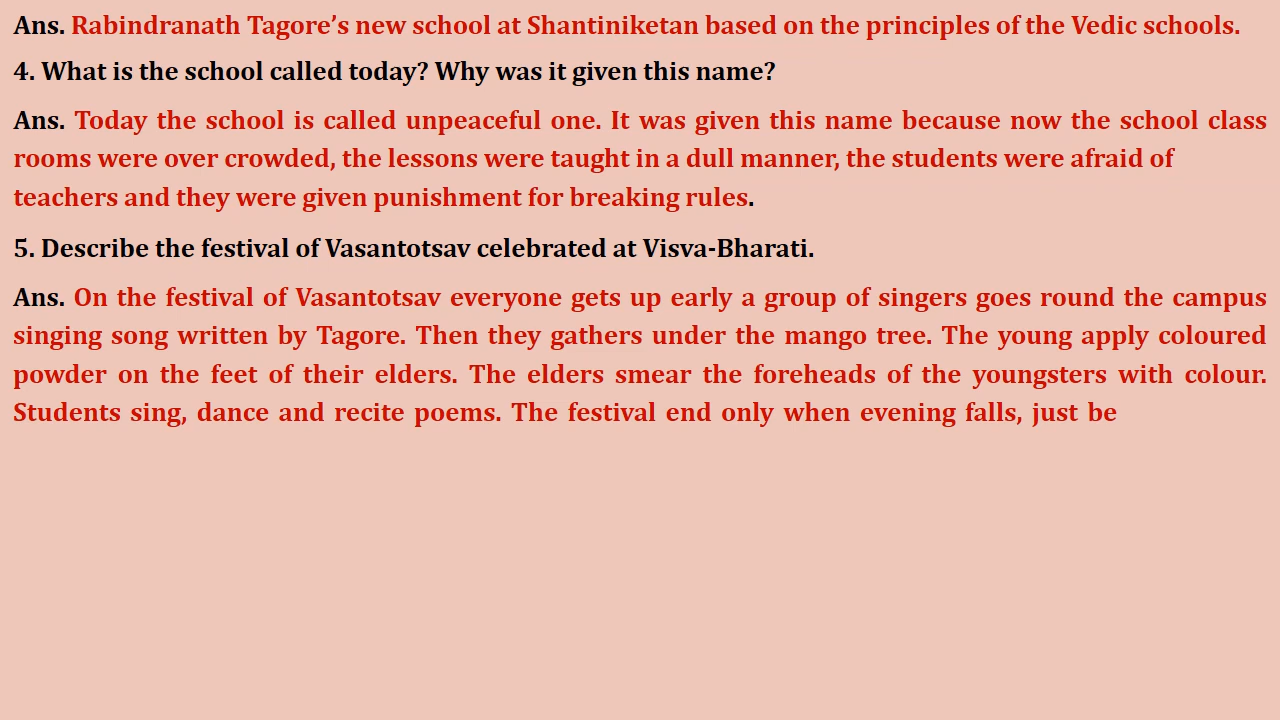 Ans. Rabindranath Tagore’s new school at Shantiniketan based on the principles of the Vedic schools.
4. What is the school called today? Why was it given this name?
Ans. Today the school is called unpeaceful one. It was given this name because now the school class
rooms were over crowded, the lessons were taught in a dull manner, the students were afraid of
teachers and they were given punishment for breaking rules.
5. Describe the festival of Vasantotsav celebrated at Visva-Bharati.
Ans. On the festival of Vasantotsav everyone gets up early a group of singers goes round the campus
singing song written by Tagore. Then they gathers under the mango tree. The young apply coloured
powder on the feet of their elders. The elders smear the foreheads of the youngsters with colour.
Students sing, dance and recite poems. The festival end only when evening falls, just be